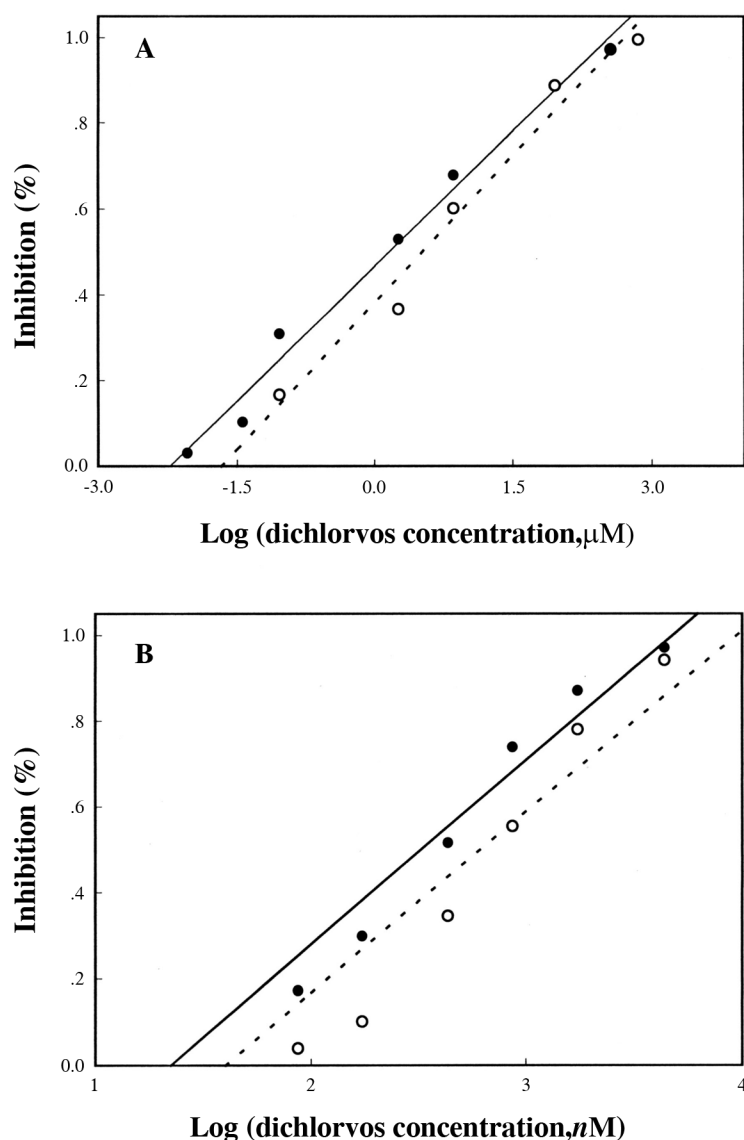 A
1.0
.8
.6
.4
.2
0.0
Inhibition (%)
-3.0 -1.5 0.0 1.5 3.0
Log (dichlorvos concentration,μM)
B
1.0
.8
.6
.4
.2
0.0
Inhibition (%)
1 2 3 4
Log (dichlorvos concentration,nM)